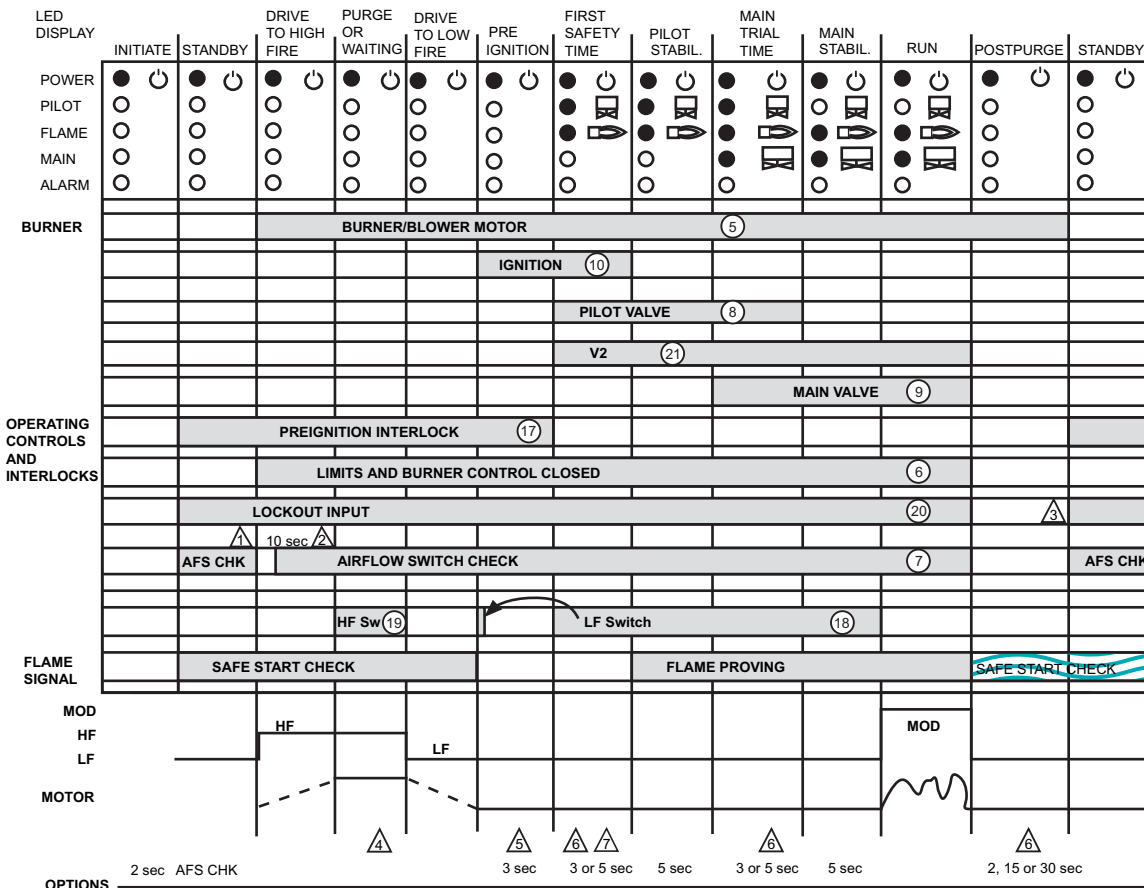 LED
DISPLAY
INITIATE
STANDBY
DRIVE
TO HIGH
FIRE
PURGE
OR
WAITING
DRIVE
TO LOW
FIRE
PRE
IGNITION
FIRST
SAFETY
TIME
PILOT
STABIL.
MAIN
TRIAL
TIME
MAIN
STABIL.
RUN
POSTPURGE
STANDBY
POWER
PILOT
FLAME
MAIN
ALARM
BURNER
BURNER/BLOWER MOTOR 5
IGNITION 10
PILOT VALVE 8
V2 21
MAIN VALVE 9
OPERATING
CONTROLS
AND
INTERLOCKS
PREIGNITION INTERLOCK 17
LIMITS AND BURNER CONTROL CLOSED 6
LOCKOUT INPUT 20 3
1 10 sec 2
AFS CHK AIRFLOW SWITCH CHECK 7 AFS CHK
HF Sw 19 LF Switch 18
FLAME
SIGNAL
SAFE START CHECK FLAME PROVING SAFE START CHECK
MOD
HF
LF
HF
LF
MOD
MOTOR
4 5 6 7 6 6
2 sec AFS CHK 3 sec 3 or 5 sec 5 sec 3 or 5 sec 5 sec 2, 15 or 30 sec
OPTIONS